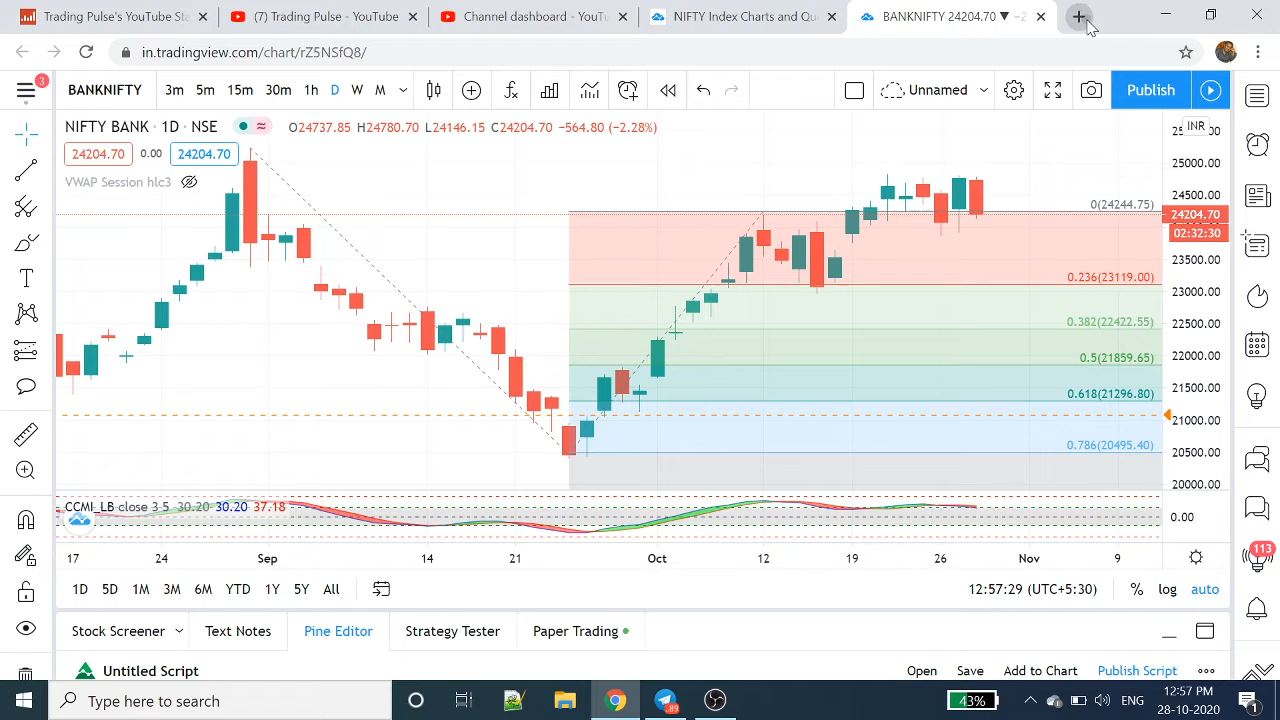 Trading Pulse's YouTube St
(7) Trading Pulse - YouTube
Channel dashboard - YouT
NIFTY Index Charts and Qu
BANKNIFTY 24204.70 ▼ −2
in.tradingview.com/chart/rZ5NSfQ8/
3
BANKNIFTY
3m 5m 15m 30m 1h D W M
Unnamed
Publish
NIFTY BANK · 1D · NSE
O24737.85 H24780.70 L24146.15 C24204.70 −564.80 (−2.28%)
24204.70 0.00 24204.70
VWAP Session hlc3
INR
25000.00
24500.00
0(24244.75)
24204.70
02:32:30
23500.00
0.236(23119.00)
23000.00
0.382(22422.55)
22500.00
0.5(21859.65)
22000.00
21500.00
0.618(21296.80)
21000.00
0.786(20495.40)
20500.00
20000.00
CCMI_LB close 3 5 30.20 30.20 37.18
0.00
17 24 Sep 14 21 Oct 12 19 26 Nov 9
1D 5D 1M 3M 6M YTD 1Y 5Y All
12:57:29 (UTC+5:30)
% log auto
113
Stock Screener Text Notes Pine Editor Strategy Tester Paper Trading
Untitled Script
Open Save Add to Chart Publish Script
Type here to search
89
43%
ENG
12:57 PM
28-10-2020
1